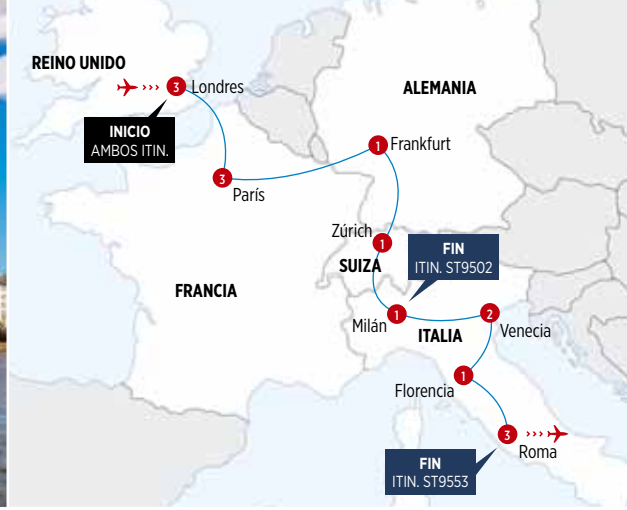 REINO UNIDO
3
Londres
ALEMANIA
INICIO
AMBOS ITIN.
1
Frankfurt
3
París
Zúrich
1
FIN
ITIN. ST9502
SUIZA
FRANCIA
Milán
1
ITALIA
2
Venecia
Florencia
1
3
Roma
FIN
ITIN. ST9553